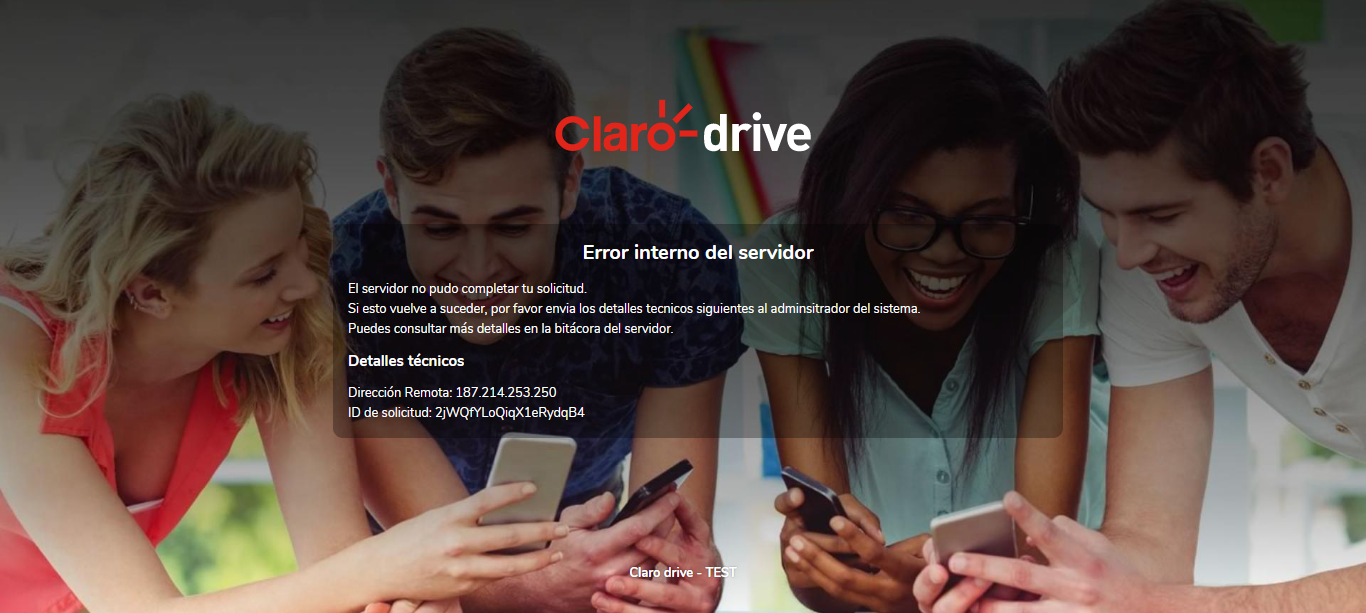 Claro-drive
Error interno del servidor
El servidor no pudo completar tu solicitud.
Si esto vuelve a suceder, por favor envia los detalles tecnicos siguientes al adminsitrador del sistema.
Puedes consultar más detalles en la bitácora del servidor.
Detalles técnicos
Dirección Remota: 187.214.253.250
ID de solicitud: 2jWQfYLoQiqX1eRydqB4
Claro drive - TEST